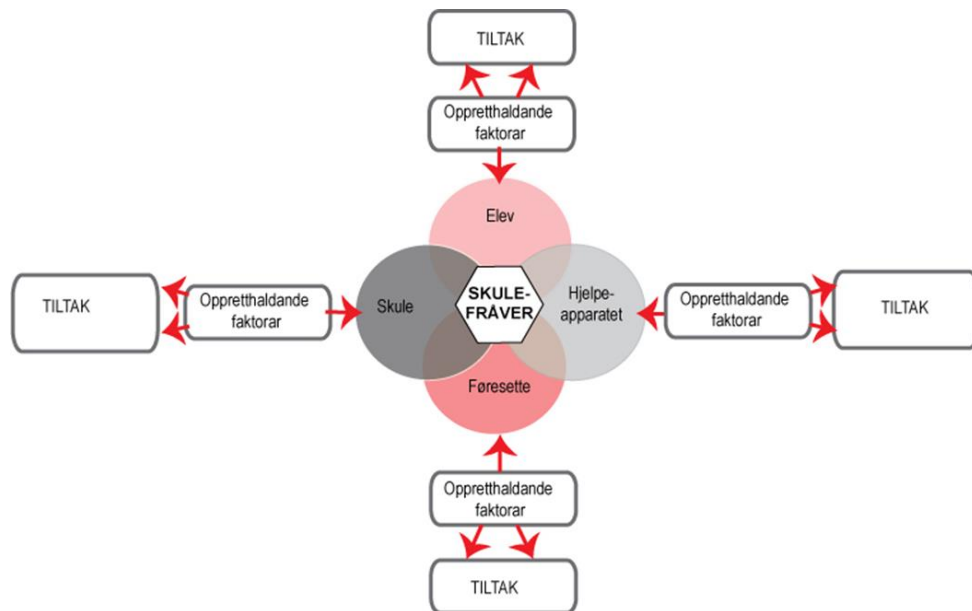 TILTAK
Oppretthaldande
faktorar
Elev
TILTAK
Oppretthaldande
faktorar
Skule
SKULE-
FRÅVER
Hjelpe-
apparatet
Oppretthaldande
faktorar
TILTAK
Føresette
Oppretthaldande
faktorar
TILTAK